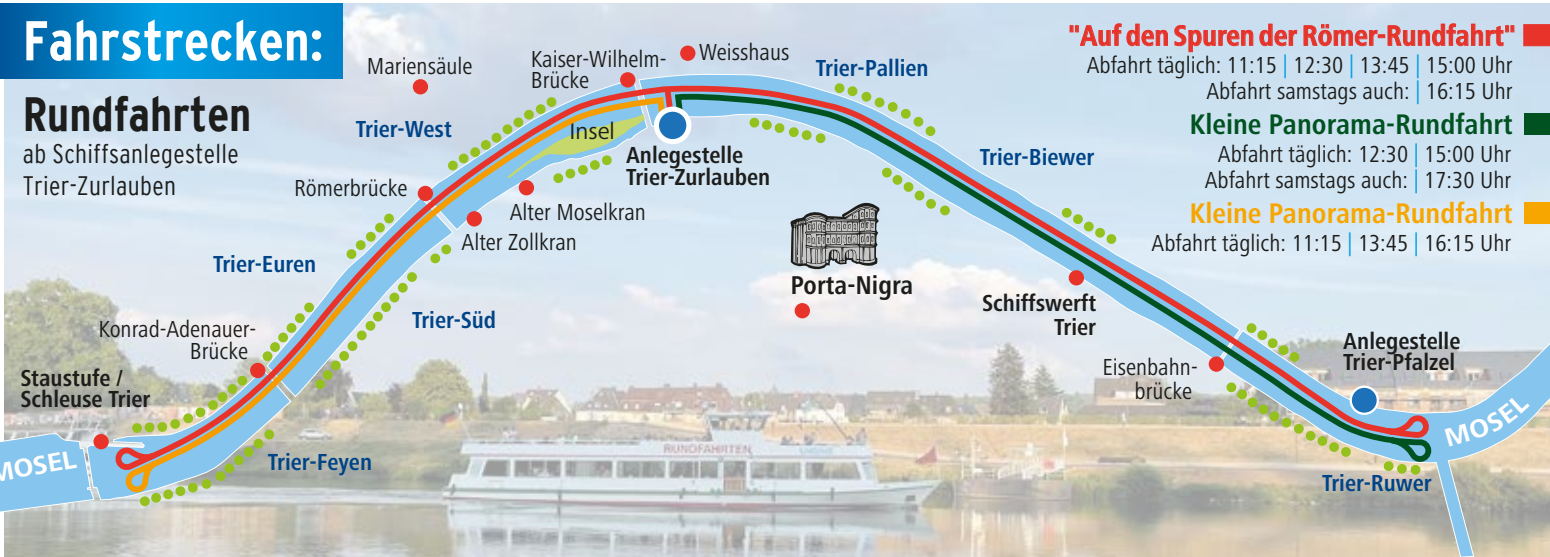 Fahrstrecken:
Rundfahrten
ab Schiffsanlegestelle
Trier-Zurlauben
"Auf den Spuren der Römer-Rundfahrt"
Abfahrt täglich: 11:15 | 12:30 | 13:45 | 15:00 Uhr
Abfahrt samstags auch: | 16:15 Uhr
Kleine Panorama-Rundfahrt
Abfahrt täglich: 12:30 | 15:00 Uhr
Abfahrt samstags auch: | 17:30 Uhr
Kleine Panorama-Rundfahrt
Abfahrt täglich: 11:15 | 13:45 | 16:15 Uhr
Mariensäule
Kaiser-Wilhelm-
Brücke
Weisshaus
Trier-Pallien
Trier-West
Insel
Anlegestelle
Trier-Zurlauben
Trier-Biewer
Römerbrücke
Alter Moselkran
Alter Zollkran
Trier-Euren
Porta-Nigra
Schiffswerft
Trier
Trier-Süd
Konrad-Adenauer-
Brücke
Anlegestelle
Trier-Pfalzel
Eisenbahn-
brücke
Staustufe /
Schleuse Trier
MOSEL
MOSEL
Trier-Feyen
RUNDFAHRTEN
Trier-Ruwer